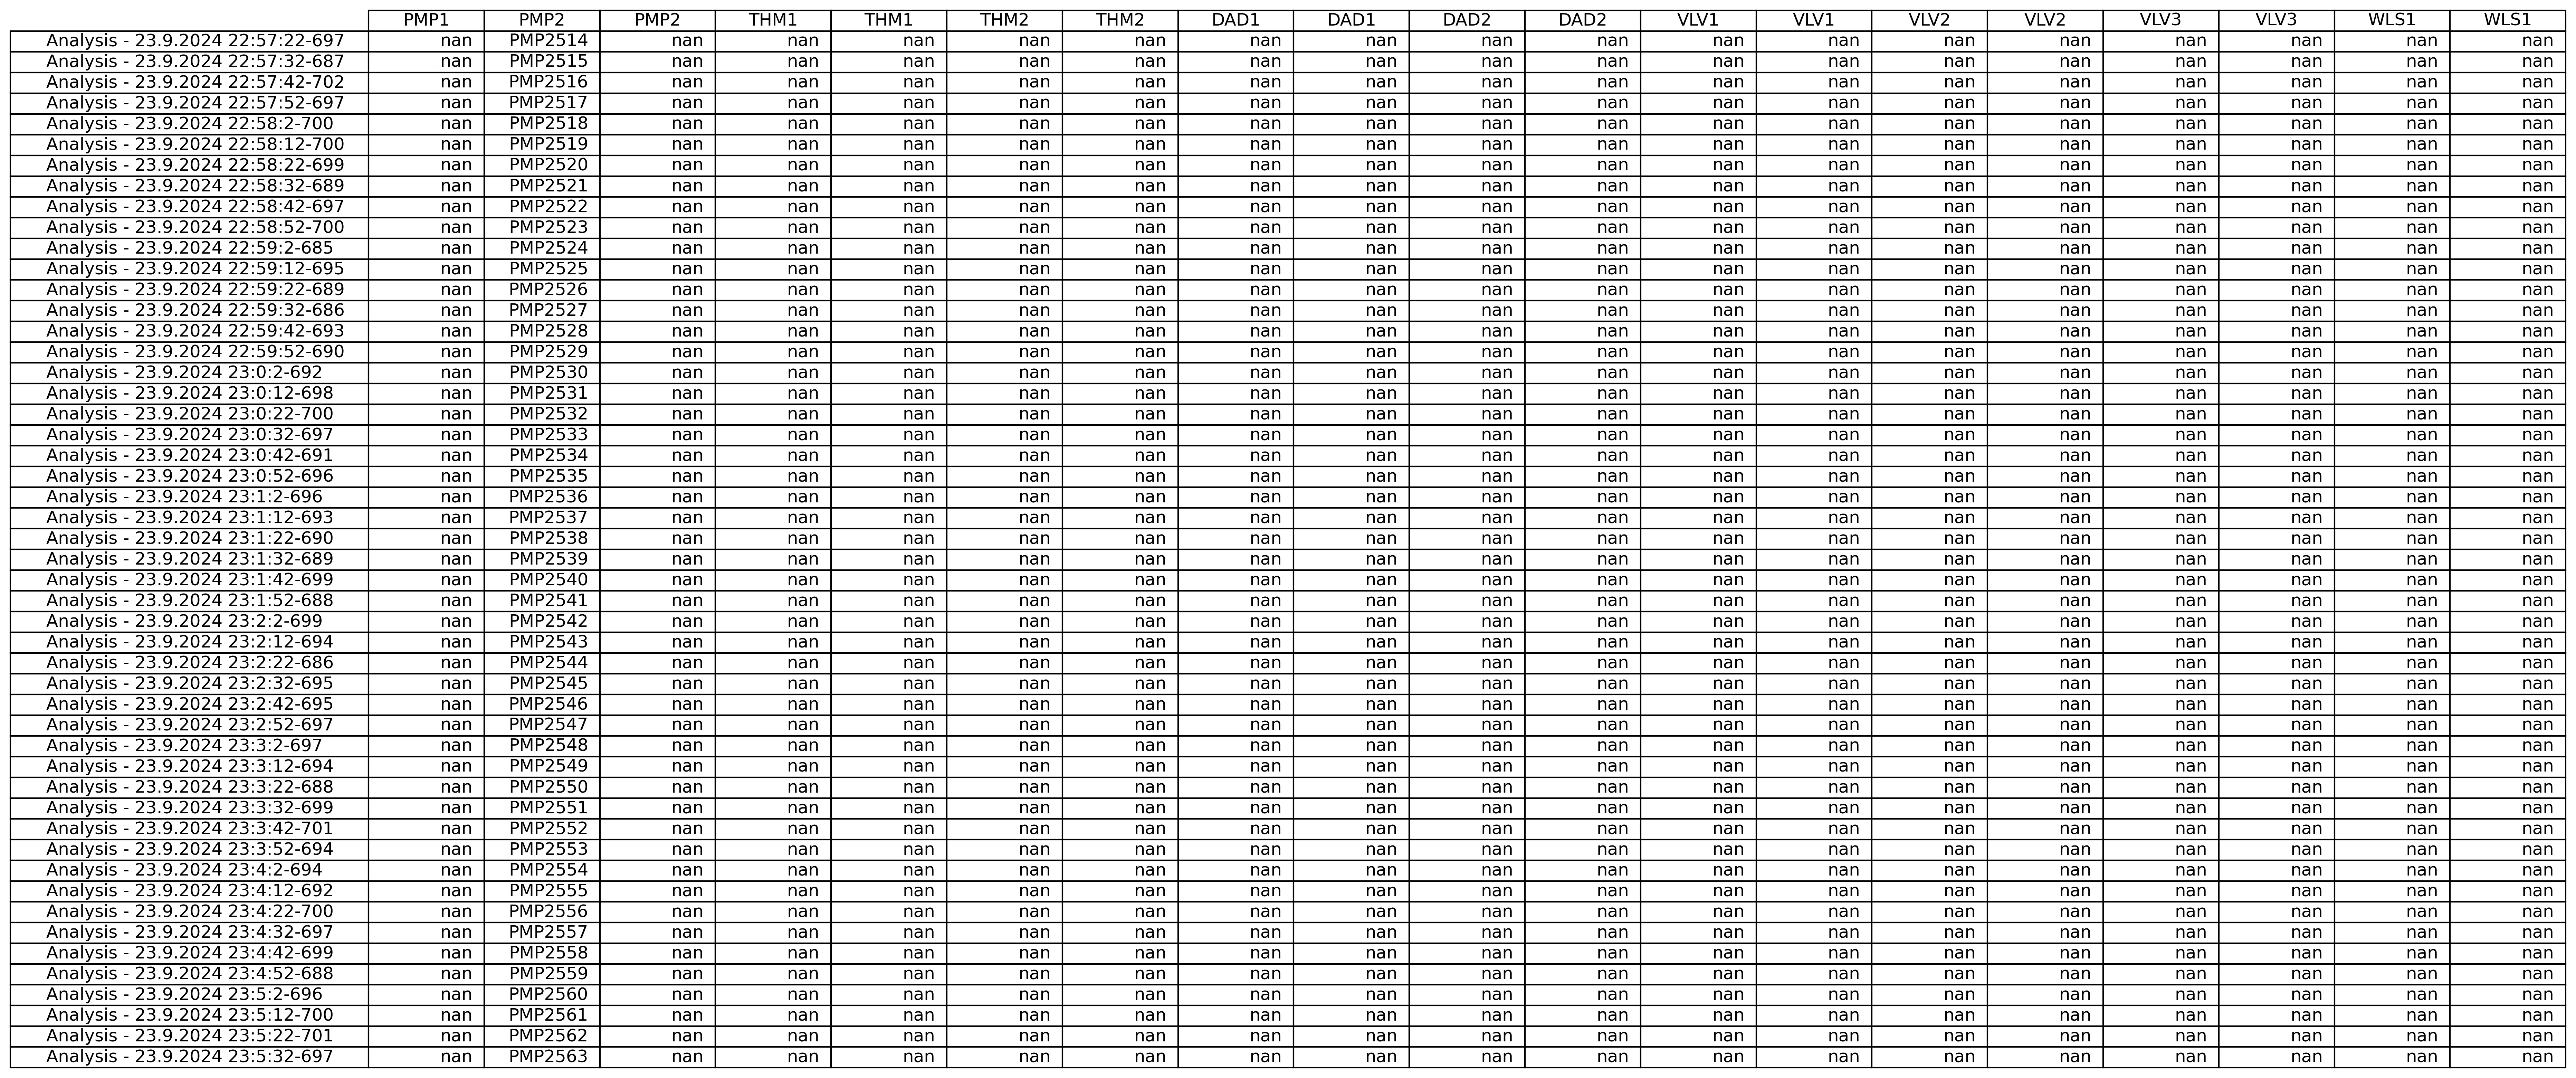 PMP1 PMP2 PMP2 THM1 THM1 THM2 THM2 DAD1 DAD1 DAD2 DAD2 VLV1 VLV1 VLV2 VLV2 VLV3 VLV3 WLS1 WLS1
Analysis - 23.9.2024 22:57:22-697 nan PMP2514 nan nan nan nan nan nan nan nan nan nan nan nan nan nan nan nan nan
Analysis - 23.9.2024 22:57:32-687 nan PMP2515 nan nan nan nan nan nan nan nan nan nan nan nan nan nan nan nan nan
Analysis - 23.9.2024 22:57:42-702 nan PMP2516 nan nan nan nan nan nan nan nan nan nan nan nan nan nan nan nan nan
Analysis - 23.9.2024 22:57:52-697 nan PMP2517 nan nan nan nan nan nan nan nan nan nan nan nan nan nan nan nan nan
Analysis - 23.9.2024 22:58:2-700 nan PMP2518 nan nan nan nan nan nan nan nan nan nan nan nan nan nan nan nan nan
Analysis - 23.9.2024 22:58:12-700 nan PMP2519 nan nan nan nan nan nan nan nan nan nan nan nan nan nan nan nan nan
Analysis - 23.9.2024 22:58:22-699 nan PMP2520 nan nan nan nan nan nan nan nan nan nan nan nan nan nan nan nan nan
Analysis - 23.9.2024 22:58:32-689 nan PMP2521 nan nan nan nan nan nan nan nan nan nan nan nan nan nan nan nan nan
Analysis - 23.9.2024 22:58:42-697 nan PMP2522 nan nan nan nan nan nan nan nan nan nan nan nan nan nan nan nan nan
Analysis - 23.9.2024 22:58:52-700 nan PMP2523 nan nan nan nan nan nan nan nan nan nan nan nan nan nan nan nan nan
Analysis - 23.9.2024 22:59:2-685 nan PMP2524 nan nan nan nan nan nan nan nan nan nan nan nan nan nan nan nan nan
Analysis - 23.9.2024 22:59:12-695 nan PMP2525 nan nan nan nan nan nan nan nan nan nan nan nan nan nan nan nan nan
Analysis - 23.9.2024 22:59:22-689 nan PMP2526 nan nan nan nan nan nan nan nan nan nan nan nan nan nan nan nan nan
Analysis - 23.9.2024 22:59:32-686 nan PMP2527 nan nan nan nan nan nan nan nan nan nan nan nan nan nan nan nan nan
Analysis - 23.9.2024 22:59:42-693 nan PMP2528 nan nan nan nan nan nan nan nan nan nan nan nan nan nan nan nan nan
Analysis - 23.9.2024 22:59:52-690 nan PMP2529 nan nan nan nan nan nan nan nan nan nan nan nan nan nan nan nan nan
Analysis - 23.9.2024 23:0:2-692 nan PMP2530 nan nan nan nan nan nan nan nan nan nan nan nan nan nan nan nan nan
Analysis - 23.9.2024 23:0:12-698 nan PMP2531 nan nan nan nan nan nan nan nan nan nan nan nan nan nan nan nan nan
Analysis - 23.9.2024 23:0:22-700 nan PMP2532 nan nan nan nan nan nan nan nan nan nan nan nan nan nan nan nan nan
Analysis - 23.9.2024 23:0:32-697 nan PMP2533 nan nan nan nan nan nan nan nan nan nan nan nan nan nan nan nan nan
Analysis - 23.9.2024 23:0:42-691 nan PMP2534 nan nan nan nan nan nan nan nan nan nan nan nan nan nan nan nan nan
Analysis - 23.9.2024 23:0:52-696 nan PMP2535 nan nan nan nan nan nan nan nan nan nan nan nan nan nan nan nan nan
Analysis - 23.9.2024 23:1:2-696 nan PMP2536 nan nan nan nan nan nan nan nan nan nan nan nan nan nan nan nan nan
Analysis - 23.9.2024 23:1:12-693 nan PMP2537 nan nan nan nan nan nan nan nan nan nan nan nan nan nan nan nan nan
Analysis - 23.9.2024 23:1:22-690 nan PMP2538 nan nan nan nan nan nan nan nan nan nan nan nan nan nan nan nan nan
Analysis - 23.9.2024 23:1:32-689 nan PMP2539 nan nan nan nan nan nan nan nan nan nan nan nan nan nan nan nan nan
Analysis - 23.9.2024 23:1:42-699 nan PMP2540 nan nan nan nan nan nan nan nan nan nan nan nan nan nan nan nan nan
Analysis - 23.9.2024 23:1:52-688 nan PMP2541 nan nan nan nan nan nan nan nan nan nan nan nan nan nan nan nan nan
Analysis - 23.9.2024 23:2:2-699 nan PMP2542 nan nan nan nan nan nan nan nan nan nan nan nan nan nan nan nan nan
Analysis - 23.9.2024 23:2:12-694 nan PMP2543 nan nan nan nan nan nan nan nan nan nan nan nan nan nan nan nan nan
Analysis - 23.9.2024 23:2:22-686 nan PMP2544 nan nan nan nan nan nan nan nan nan nan nan nan nan nan nan nan nan
Analysis - 23.9.2024 23:2:32-695 nan PMP2545 nan nan nan nan nan nan nan nan nan nan nan nan nan nan nan nan nan
Analysis - 23.9.2024 23:2:42-695 nan PMP2546 nan nan nan nan nan nan nan nan nan nan nan nan nan nan nan nan nan
Analysis - 23.9.2024 23:2:52-697 nan PMP2547 nan nan nan nan nan nan nan nan nan nan nan nan nan nan nan nan nan
Analysis - 23.9.2024 23:3:2-697 nan PMP2548 nan nan nan nan nan nan nan nan nan nan nan nan nan nan nan nan nan
Analysis - 23.9.2024 23:3:12-694 nan PMP2549 nan nan nan nan nan nan nan nan nan nan nan nan nan nan nan nan nan
Analysis - 23.9.2024 23:3:22-688 nan PMP2550 nan nan nan nan nan nan nan nan nan nan nan nan nan nan nan nan nan
Analysis - 23.9.2024 23:3:32-699 nan PMP2551 nan nan nan nan nan nan nan nan nan nan nan nan nan nan nan nan nan
Analysis - 23.9.2024 23:3:42-701 nan PMP2552 nan nan nan nan nan nan nan nan nan nan nan nan nan nan nan nan nan
Analysis - 23.9.2024 23:3:52-694 nan PMP2553 nan nan nan nan nan nan nan nan nan nan nan nan nan nan nan nan nan
Analysis - 23.9.2024 23:4:2-694 nan PMP2554 nan nan nan nan nan nan nan nan nan nan nan nan nan nan nan nan nan
Analysis - 23.9.2024 23:4:12-692 nan PMP2555 nan nan nan nan nan nan nan nan nan nan nan nan nan nan nan nan nan
Analysis - 23.9.2024 23:4:22-700 nan PMP2556 nan nan nan nan nan nan nan nan nan nan nan nan nan nan nan nan nan
Analysis - 23.9.2024 23:4:32-697 nan PMP2557 nan nan nan nan nan nan nan nan nan nan nan nan nan nan nan nan nan
Analysis - 23.9.2024 23:4:42-699 nan PMP2558 nan nan nan nan nan nan nan nan nan nan nan nan nan nan nan nan nan
Analysis - 23.9.2024 23:4:52-688 nan PMP2559 nan nan nan nan nan nan nan nan nan nan nan nan nan nan nan nan nan
Analysis - 23.9.2024 23:5:2-696 nan PMP2560 nan nan nan nan nan nan nan nan nan nan nan nan nan nan nan nan nan
Analysis - 23.9.2024 23:5:12-700 nan PMP2561 nan nan nan nan nan nan nan nan nan nan nan nan nan nan nan nan nan
Analysis - 23.9.2024 23:5:22-701 nan PMP2562 nan nan nan nan nan nan nan nan nan nan nan nan nan nan nan nan nan
Analysis - 23.9.2024 23:5:32-697 nan PMP2563 nan nan nan nan nan nan nan nan nan nan nan nan nan nan nan nan nan